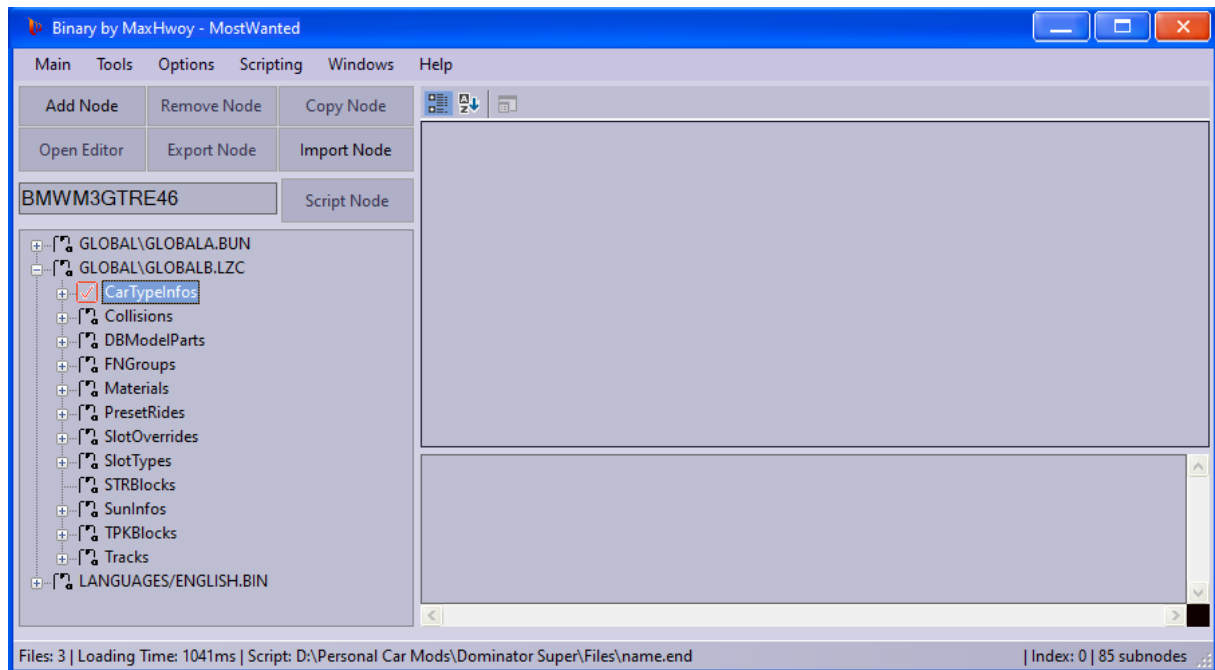 Binary by MaxHwoy - MostWanted
Main Tools Options Scripting Windows Help
Add Node Remove Node Copy Node
Open Editor Export Node Import Node
BMWM3GTRE46 Script Node
GLOBAL\GLOBALA.BUN
GLOBAL\GLOBALB.LZC
CarTypeInfos
Collisions
DBModelParts
FNGroups
Materials
PresetRides
SlotOverrides
SlotTypes
STRBlocks
SunInfos
TPKBlocks
Tracks
LANGUAGES/ENGLISH.BIN
Files: 3 | Loading Time: 1041ms | Script: D:\Personal Car Mods\Dominator Super\Files\name.end | Index: 0 | 85 subnodes